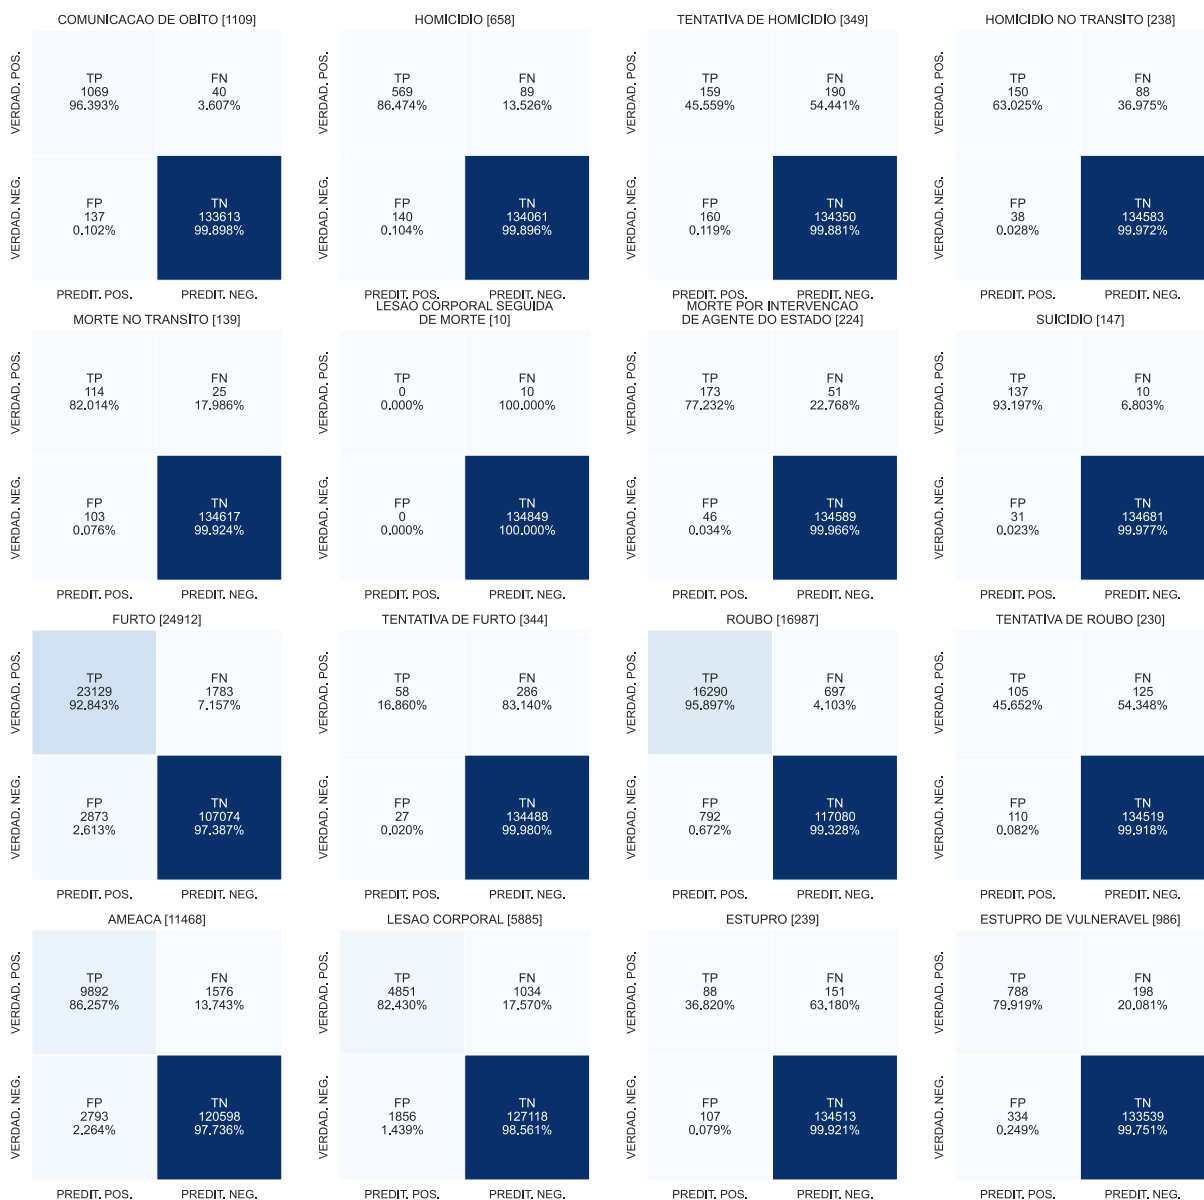 COMUNICACAO DE OBITO [1109]
VERDAD. POS.
TP
1069
96.393%
FN
40
3.607%
VERDAD. NEG.
FP
137
0.102%
TN
133613
99.898%
PREDIT. POS.
PREDIT. NEG.
HOMICIDIO [658]
VERDAD. POS.
TP
569
86.474%
FN
89
13.526%
VERDAD. NEG.
FP
140
0.104%
TN
134061
99.896%
PREDIT. POS.
PREDIT. NEG.
TENTATIVA DE HOMICIDIO [349]
VERDAD. POS.
TP
159
45.559%
FN
190
54.441%
VERDAD. NEG.
FP
160
0.119%
TN
134350
99.881%
PREDIT. POS.
PREDIT. NEG.
HOMICIDIO NO TRANSITO [238]
VERDAD. POS.
TP
150
63.025%
FN
88
36.975%
VERDAD. NEG.
FP
38
0.028%
TN
134583
99.972%
PREDIT. POS.
PREDIT. NEG.
MORTE NO TRANSITO [139]
VERDAD. POS.
TP
114
82.014%
FN
25
17.986%
VERDAD. NEG.
FP
103
0.076%
TN
134617
99.924%
PREDIT. POS.
PREDIT. NEG.
LESAO CORPORAL SEGUIDA
DE MORTE [10]
VERDAD. POS.
TP
0
0.000%
FN
10
100.000%
VERDAD. NEG.
FP
0
0.000%
TN
134849
100.000%
PREDIT. POS.
PREDIT. NEG.
MORTE POR INTERVENCAO
DE AGENTE DO ESTADO [224]
VERDAD. POS.
TP
173
77.232%
FN
51
22.768%
VERDAD. NEG.
FP
46
0.034%
TN
134589
99.966%
PREDIT. POS.
PREDIT. NEG.
SUICIDIO [147]
VERDAD. POS.
TP
137
93.197%
FN
10
6.803%
VERDAD. NEG.
FP
31
0.023%
TN
134681
99.977%
PREDIT. POS.
PREDIT. NEG.
FURTO [24912]
VERDAD. POS.
TP
23129
92.843%
FN
1783
7.157%
VERDAD. NEG.
FP
2873
2.613%
TN
107074
97.387%
PREDIT. POS.
PREDIT. NEG.
TENTATIVA DE FURTO [344]
VERDAD. POS.
TP
58
16.860%
FN
286
83.140%
VERDAD. NEG.
FP
27
0.020%
TN
134488
99.980%
PREDIT. POS.
PREDIT. NEG.
ROUBO [16987]
VERDAD. POS.
TP
16290
95.897%
FN
697
4.103%
VERDAD. NEG.
FP
792
0.672%
TN
117080
99.328%
PREDIT. POS.
PREDIT. NEG.
TENTATIVA DE ROUBO [230]
VERDAD. POS.
TP
105
45.652%
FN
125
54.348%
VERDAD. NEG.
FP
110
0.082%
TN
134519
99.918%
PREDIT. POS.
PREDIT. NEG.
AMEACA [11468]
VERDAD. POS.
TP
9892
86.257%
FN
1576
13.743%
VERDAD. NEG.
FP
2793
2.264%
TN
120598
97.736%
PREDIT. POS.
PREDIT. NEG.
LESAO CORPORAL [5885]
VERDAD. POS.
TP
4851
82.430%
FN
1034
17.570%
VERDAD. NEG.
FP
1856
1.439%
TN
127118
98.561%
PREDIT. POS.
PREDIT. NEG.
ESTUPRO [239]
VERDAD. POS.
TP
88
36.820%
FN
151
63.180%
VERDAD. NEG.
FP
107
0.079%
TN
134513
99.921%
PREDIT. POS.
PREDIT. NEG.
ESTUPRO DE VULNERAVEL [986]
VERDAD. POS.
TP
788
79.919%
FN
198
20.081%
VERDAD. NEG.
FP
334
0.249%
TN
133539
99.751%
PREDIT. POS.
PREDIT. NEG.